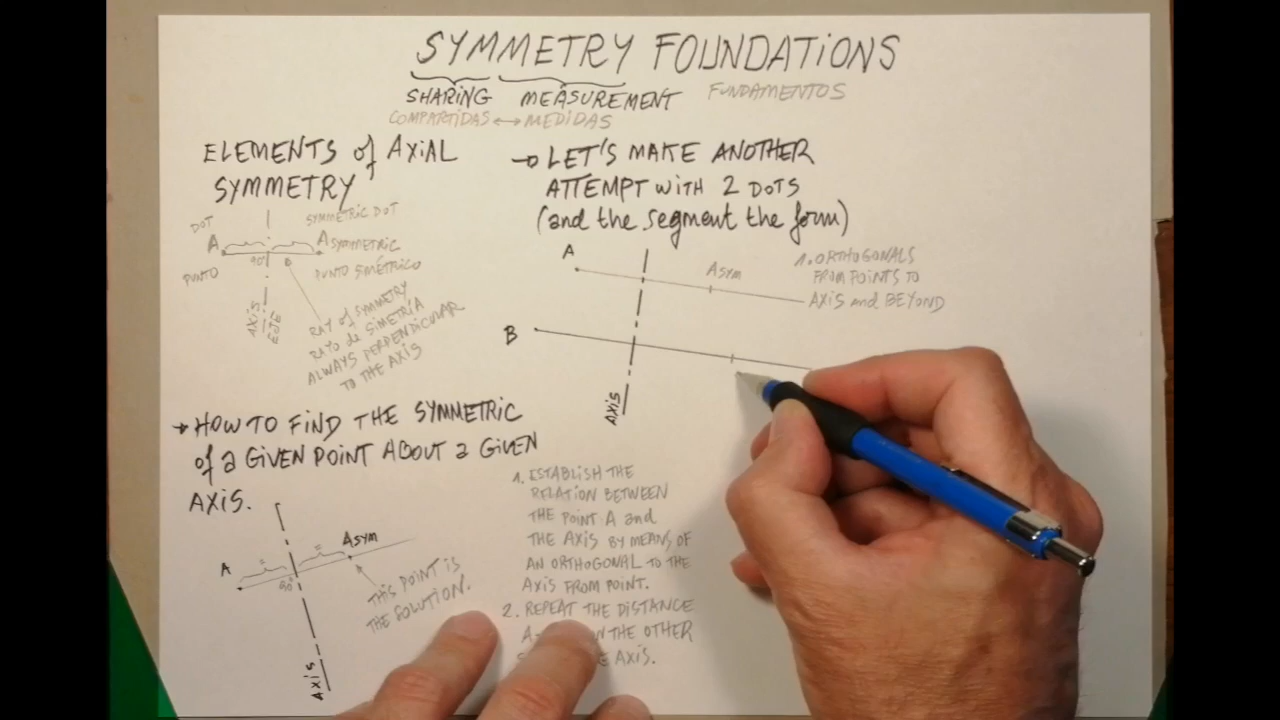 SYMMETRY FOUNDATIONS
SHARING MEASUREMENT FUNDAMENTOS
COMPARTIDAS ↔ MEDIDAS
ELEMENTS of AXiAL
SYMMETRY
DOT SYMMETRIC DOT
A A SYMMETRIC
90°
PUNTO PUNTO SIMÉTRICO
AXIS
EJE
RAY of SYMMETRY
RAYO de SIMETRÍA
ALWAYS PERPENDICULAR
TO THE AXIS
→ HOW TO FIND THE SYMMETRIC
of a GIVEN POINT ABOUT a GIVEN
AXIS.
A = = ASYM
90°
THIS POINT IS
THE SOLUTION.
AXIS
→ LET'S MAKE ANOTHER
ATTEMPT WITH 2 DOTS
(and the segment the form)
A ASYM
1. ORTHOGONALS
FROM POINTS TO
AXIS and BEYOND
B
AXIS
1. ESTABLISH THE
RELATION BETWEEN
THE POINT A and
THE AXIS BY MEANS OF
AN ORTHOGONAL TO THE
AXIS FROM POINT.
2. REPEAT THE DISTANCE
A- ON THE OTHER
AXIS.